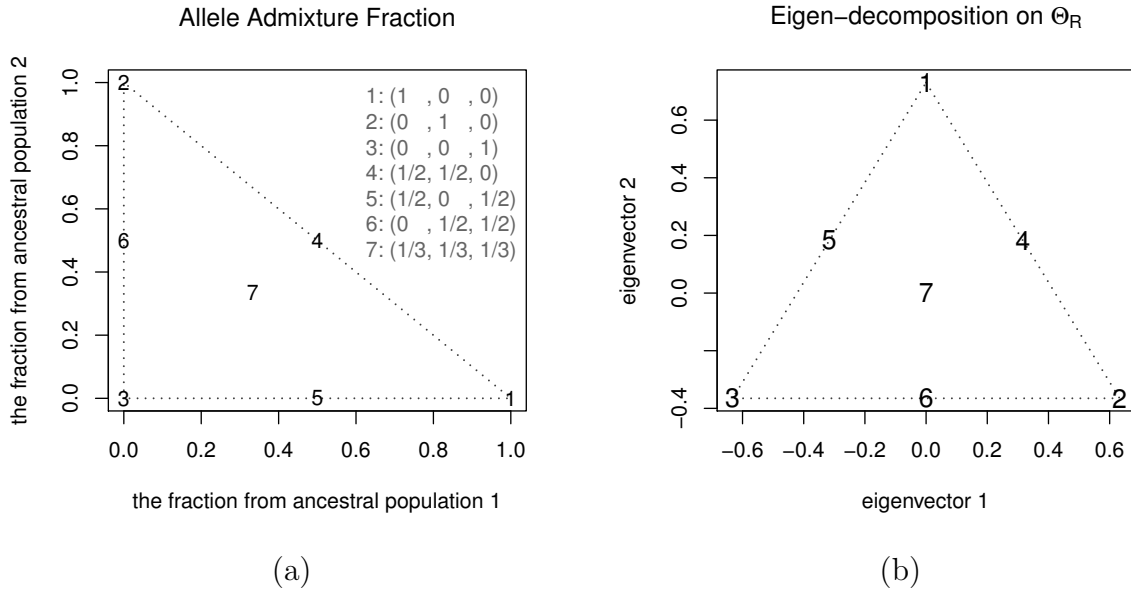 Allele Admixture Fraction
the fraction from ancestral population 2
1.0
0.8
0.6
0.4
0.2
0.0
2
6
3
4
7
5
1
1: (1 , 0 , 0)
2: (0 , 1 , 0)
3: (0 , 0 , 1)
4: (1/2, 1/2, 0)
5: (1/2, 0 , 1/2)
6: (0 , 1/2, 1/2)
7: (1/3, 1/3, 1/3)
0.0 0.2 0.4 0.6 0.8 1.0
the fraction from ancestral population 1
(a)
Eigen−decomposition on ΘR
eigenvector 2
0.6
0.4
0.2
0.0
−0.4
1
5
4
7
3
6
2
−0.6 −0.4 −0.2 0.0 0.2 0.4 0.6
eigenvector 1
(b)